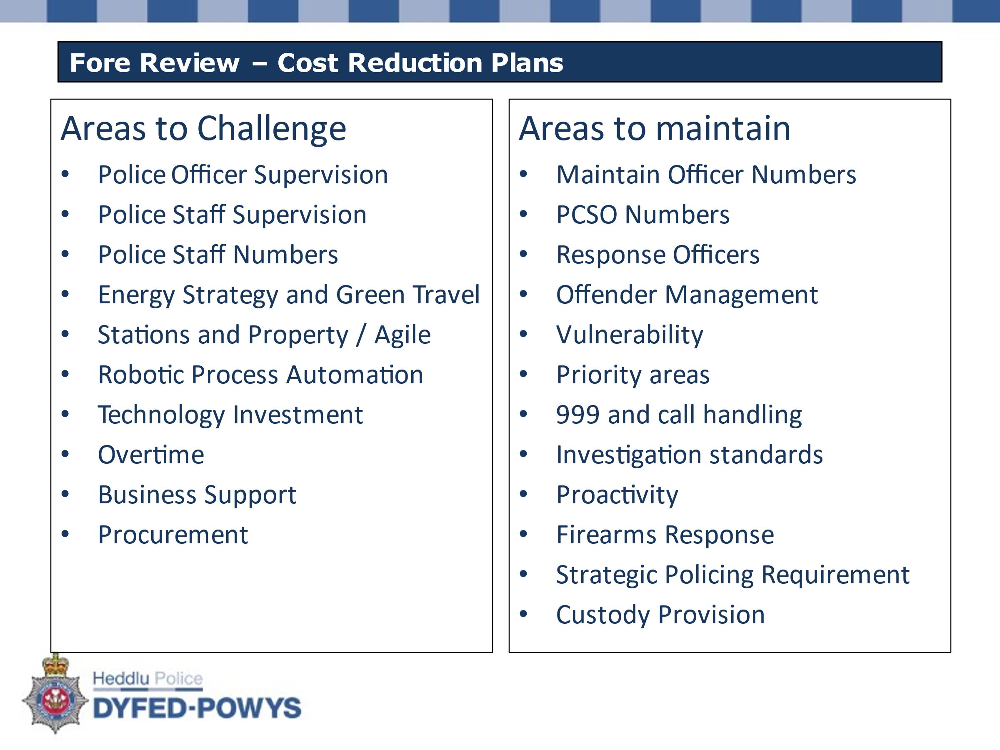 Fore Review – Cost Reduction Plans
Areas to Challenge
• Police Officer Supervision
• Police Staff Supervision
• Police Staff Numbers
• Energy Strategy and Green Travel
• Stations and Property / Agile
• Robotic Process Automation
• Technology Investment
• Overtime
• Business Support
• Procurement
Areas to maintain
• Maintain Officer Numbers
• PCSO Numbers
• Response Officers
• Offender Management
• Vulnerability
• Priority areas
• 999 and call handling
• Investigation standards
• Proactivity
• Firearms Response
• Strategic Policing Requirement
• Custody Provision
Heddlu Police
DYFED-POWYS